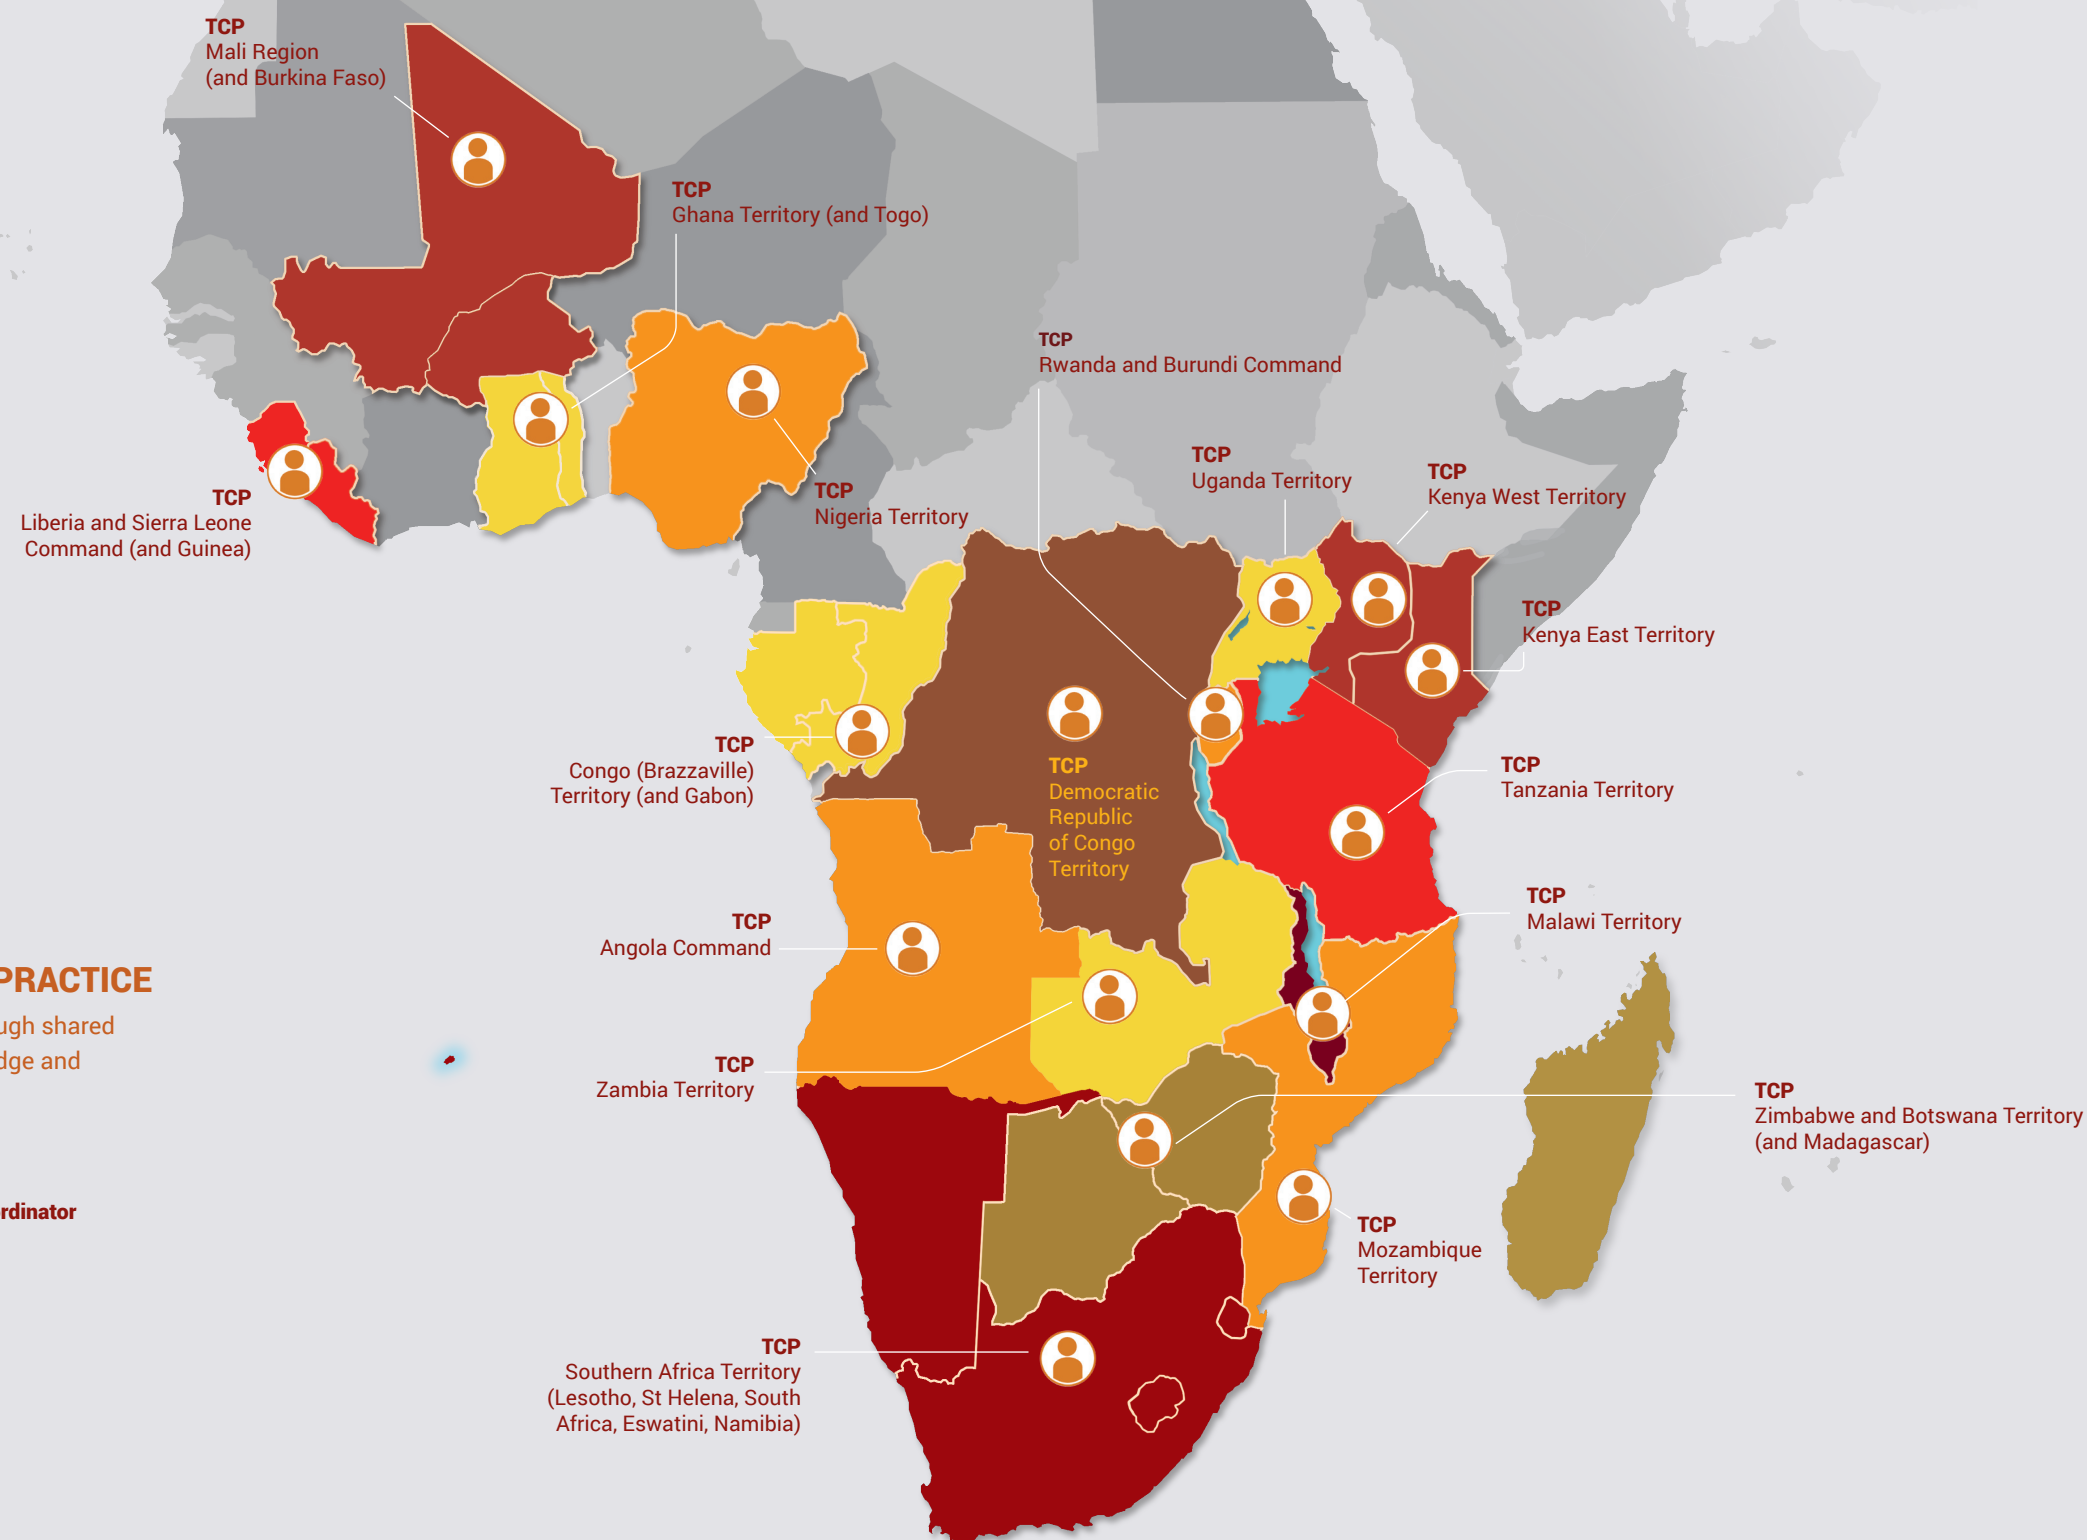 TCP
Mali Region
(and Burkina Faso)
TCP
Ghana Territory (and Togo)
TCP
Rwanda and Burundi Command
TCP
Uganda Territory
TCP
Kenya West Territory
TCP
Nigeria Territory
TCP
Liberia and Sierra Leone
Command (and Guinea)
TCP
Kenya East Territory
TCP
Congo (Brazzaville)
Territory (and Gabon)
TCP
Democratic
Republic
of Congo
Territory
TCP
Tanzania Territory
TCP
Malawi Territory
TCP
Angola Command
PRACTICE
ugh shared
dge and
TCP
Zambia Territory
TCP
Zimbabwe and Botswana Territory
(and Madagascar)
rdinator
TCP
Mozambique
Territory
TCP
Southern Africa Territory
(Lesotho, St Helena, South
Africa, Eswatini, Namibia)